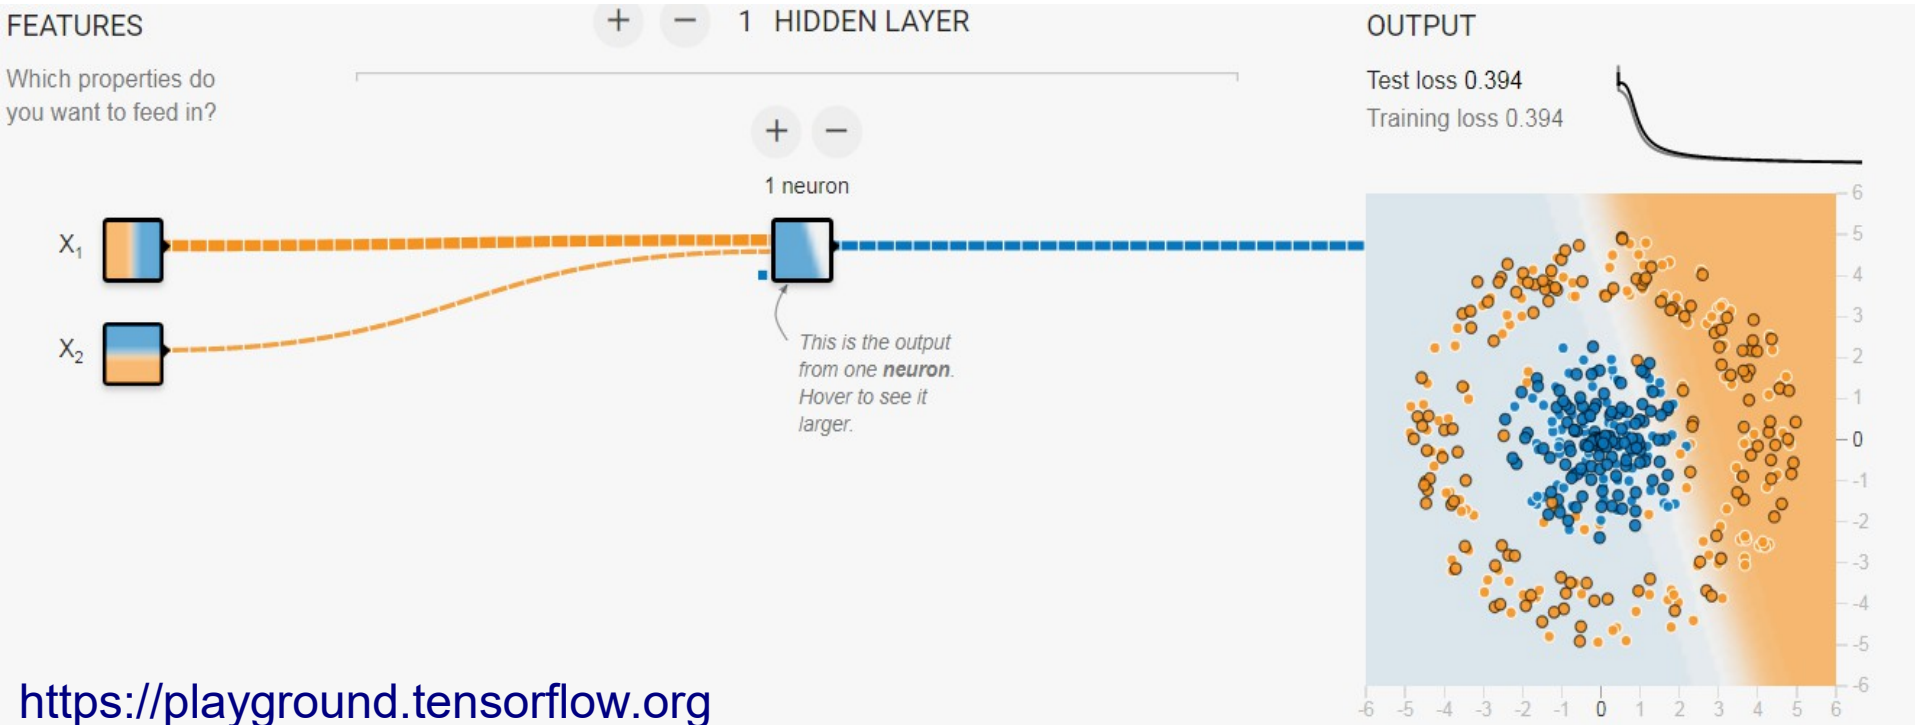 FEATURES
Which properties do
you want to feed in?
X1
X2
+ − 1 HIDDEN LAYER
+ −
1 neuron
This is the output
from one neuron.
Hover to see it
larger.
OUTPUT
Test loss 0.394
Training loss 0.394
6
5
4
3
2
1
0
-1
-2
-3
-4
-5
-6
-6 -5 -4 -3 -2 -1 0 1 2 3 4 5 6
https://playground.tensorflow.org